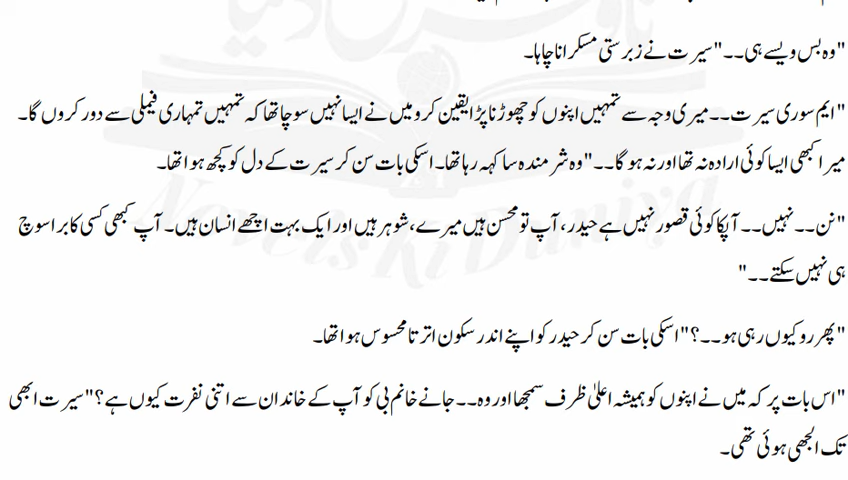 "وہ بس ویسے ہی۔۔" سیرت نے زبرستی مسکرانا چاہا۔
"ایم سوری سیرت۔۔ میری وجہ سے تمہیں اپنوں کو چھوڑنا پڑا یقین کرو میں نے ایسا نہیں سوچا تھا کہ تمہیں تمہاری فیملی سے دور کروں گا۔
میرا کبھی ایسا کوئی ارادہ نہ تھا اور نہ ہو گا۔۔" وہ شرمندہ سا کہہ رہا تھا۔ اسکی بات سن کر سیرت کے دل کو کچھ ہوا تھا۔
"نن۔۔ نہیں۔۔ آپکا کوئی قصور نہیں ہے حیدر، آپ تو محسن ہیں میرے، شوہر ہیں اور ایک بہت اچھے انسان ہیں۔ آپ کبھی کسی کا برا سوچ
ہی نہیں سکتے۔۔"
"پھر رو کیوں رہی ہو۔۔؟" اسکی بات سن کر حیدر کو اپنے اندر سکون اترتا محسوس ہوا تھا۔
"اس بات پر کہ میں نے اپنوں کو ہمیشہ اعلیٰ ظرف سمجھا اور وہ۔۔ جانے خانم بی کو آپ کے خاندان سے اتنی نفرت کیوں ہے؟" سیرت ابھی
تک الجھی ہوئی تھی۔
Novels Ki Duniya